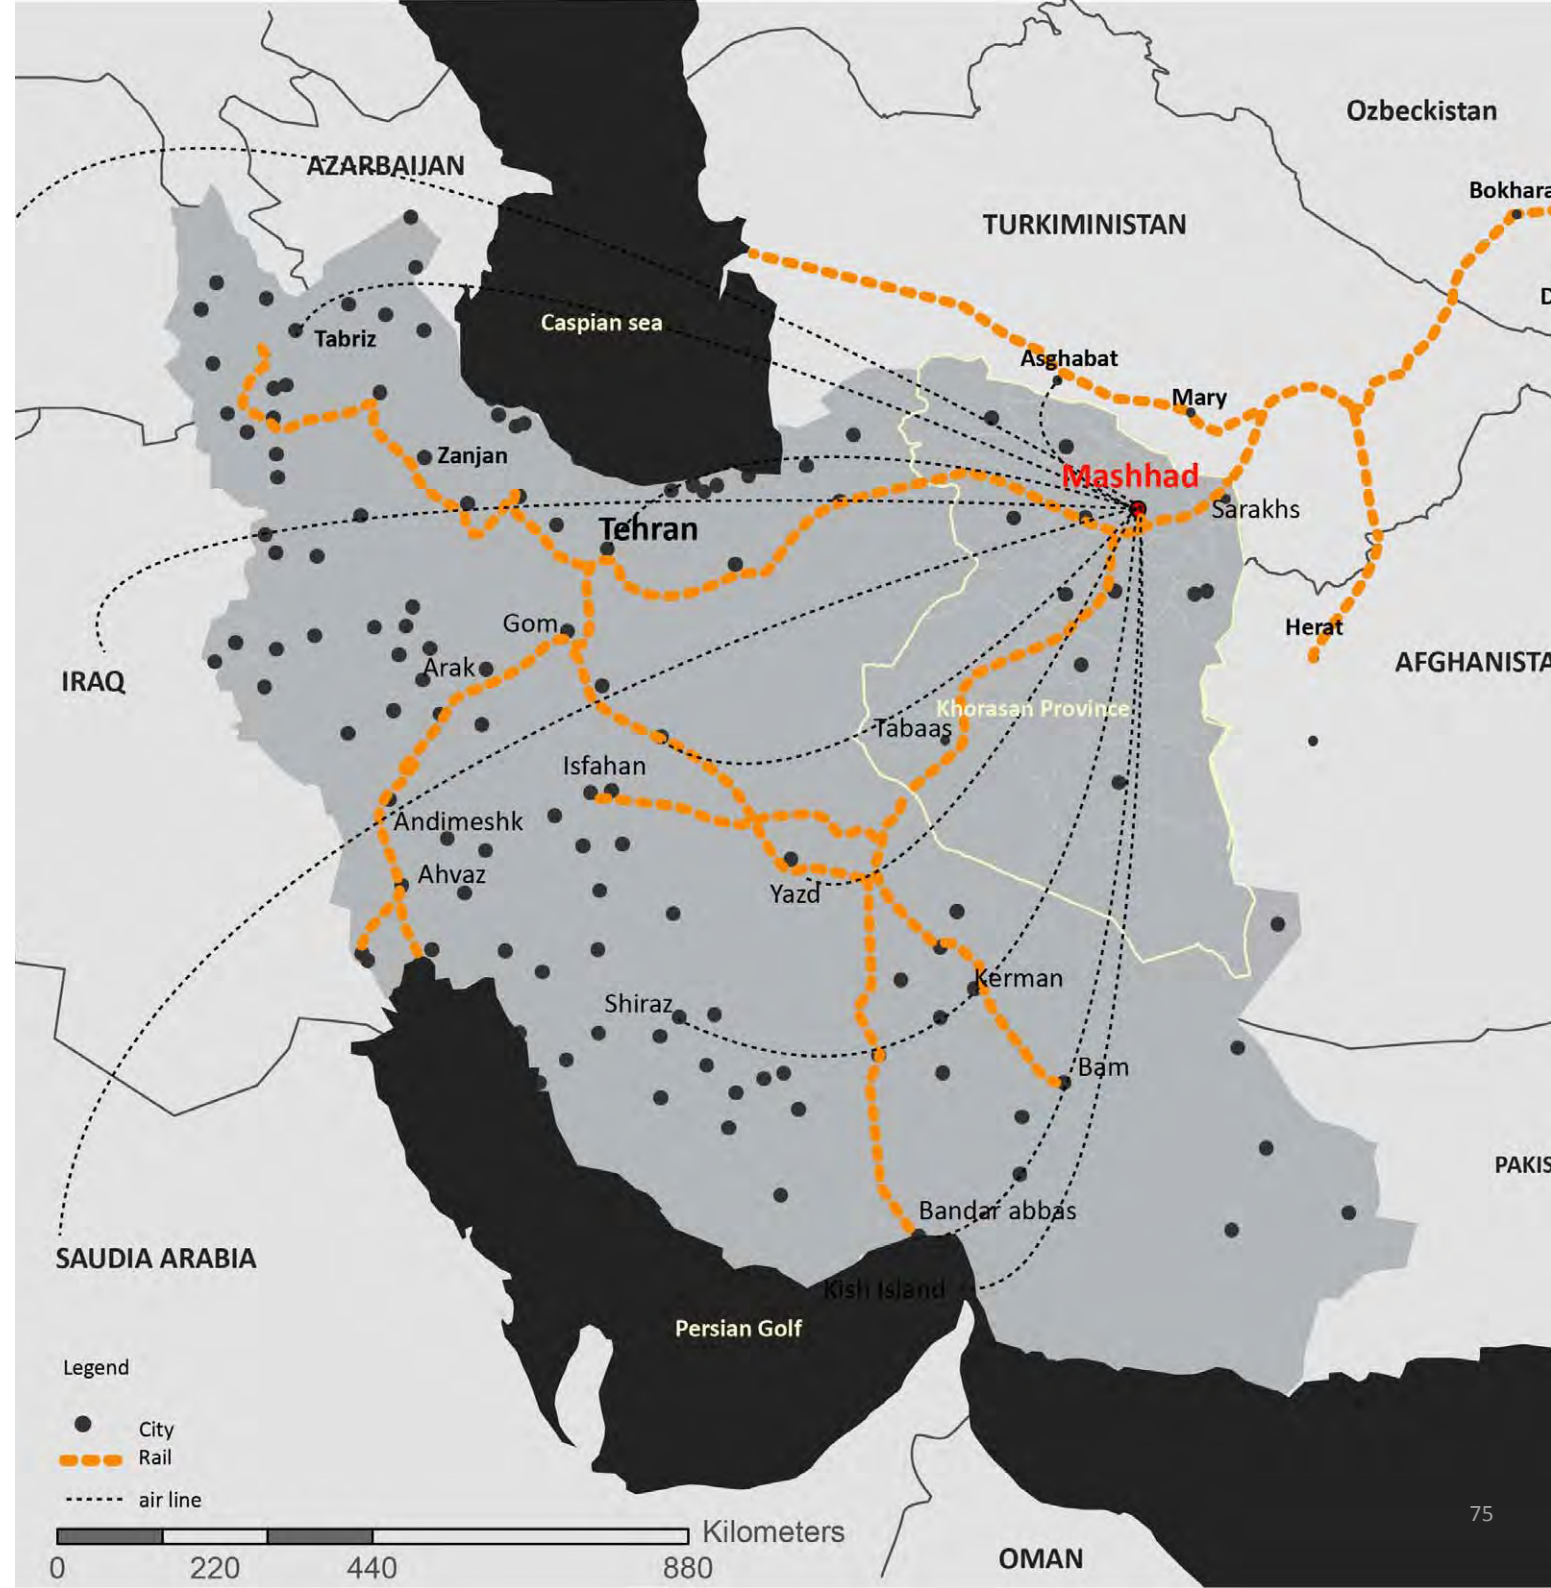 Ozbeckistan
AZARBAIJAN
Bokhara
TURKIMINISTAN
D
Caspian sea
Tabriz
Asghabat
Mary
Zanjan
Mashhad
Sarakhs
Tehran
Gom
Herat
Arak
IRAQ
AFGHANISTA
Khorasan Province
Tabaas
Isfahan
Andimeshk
Ahvaz
Yazd
Kerman
Shiraz
Bam
PAKIS
Bandar abbas
SAUDIA ARABIA
Kish Island
Persian Golf
Legend
City
Rail
air line
75
Kilometers
OMAN
0 220 440 880